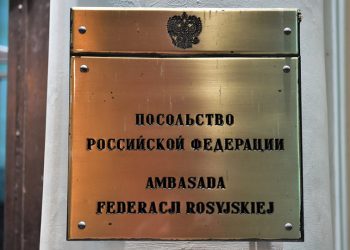 ПОСОЛЬСТВО
РОССИЙСКОЙ ФЕДЕРАЦИИ
AMBASADA
FEDERACJI ROSYJSKIEJ